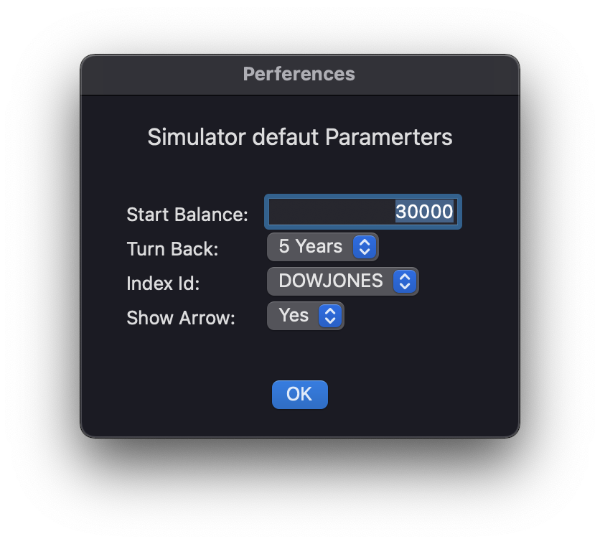 Perferences
Simulator defaut Paramerters
Start Balance: 30000
Turn Back: 5 Years
Index Id: DOWJONES
Show Arrow: Yes
OK